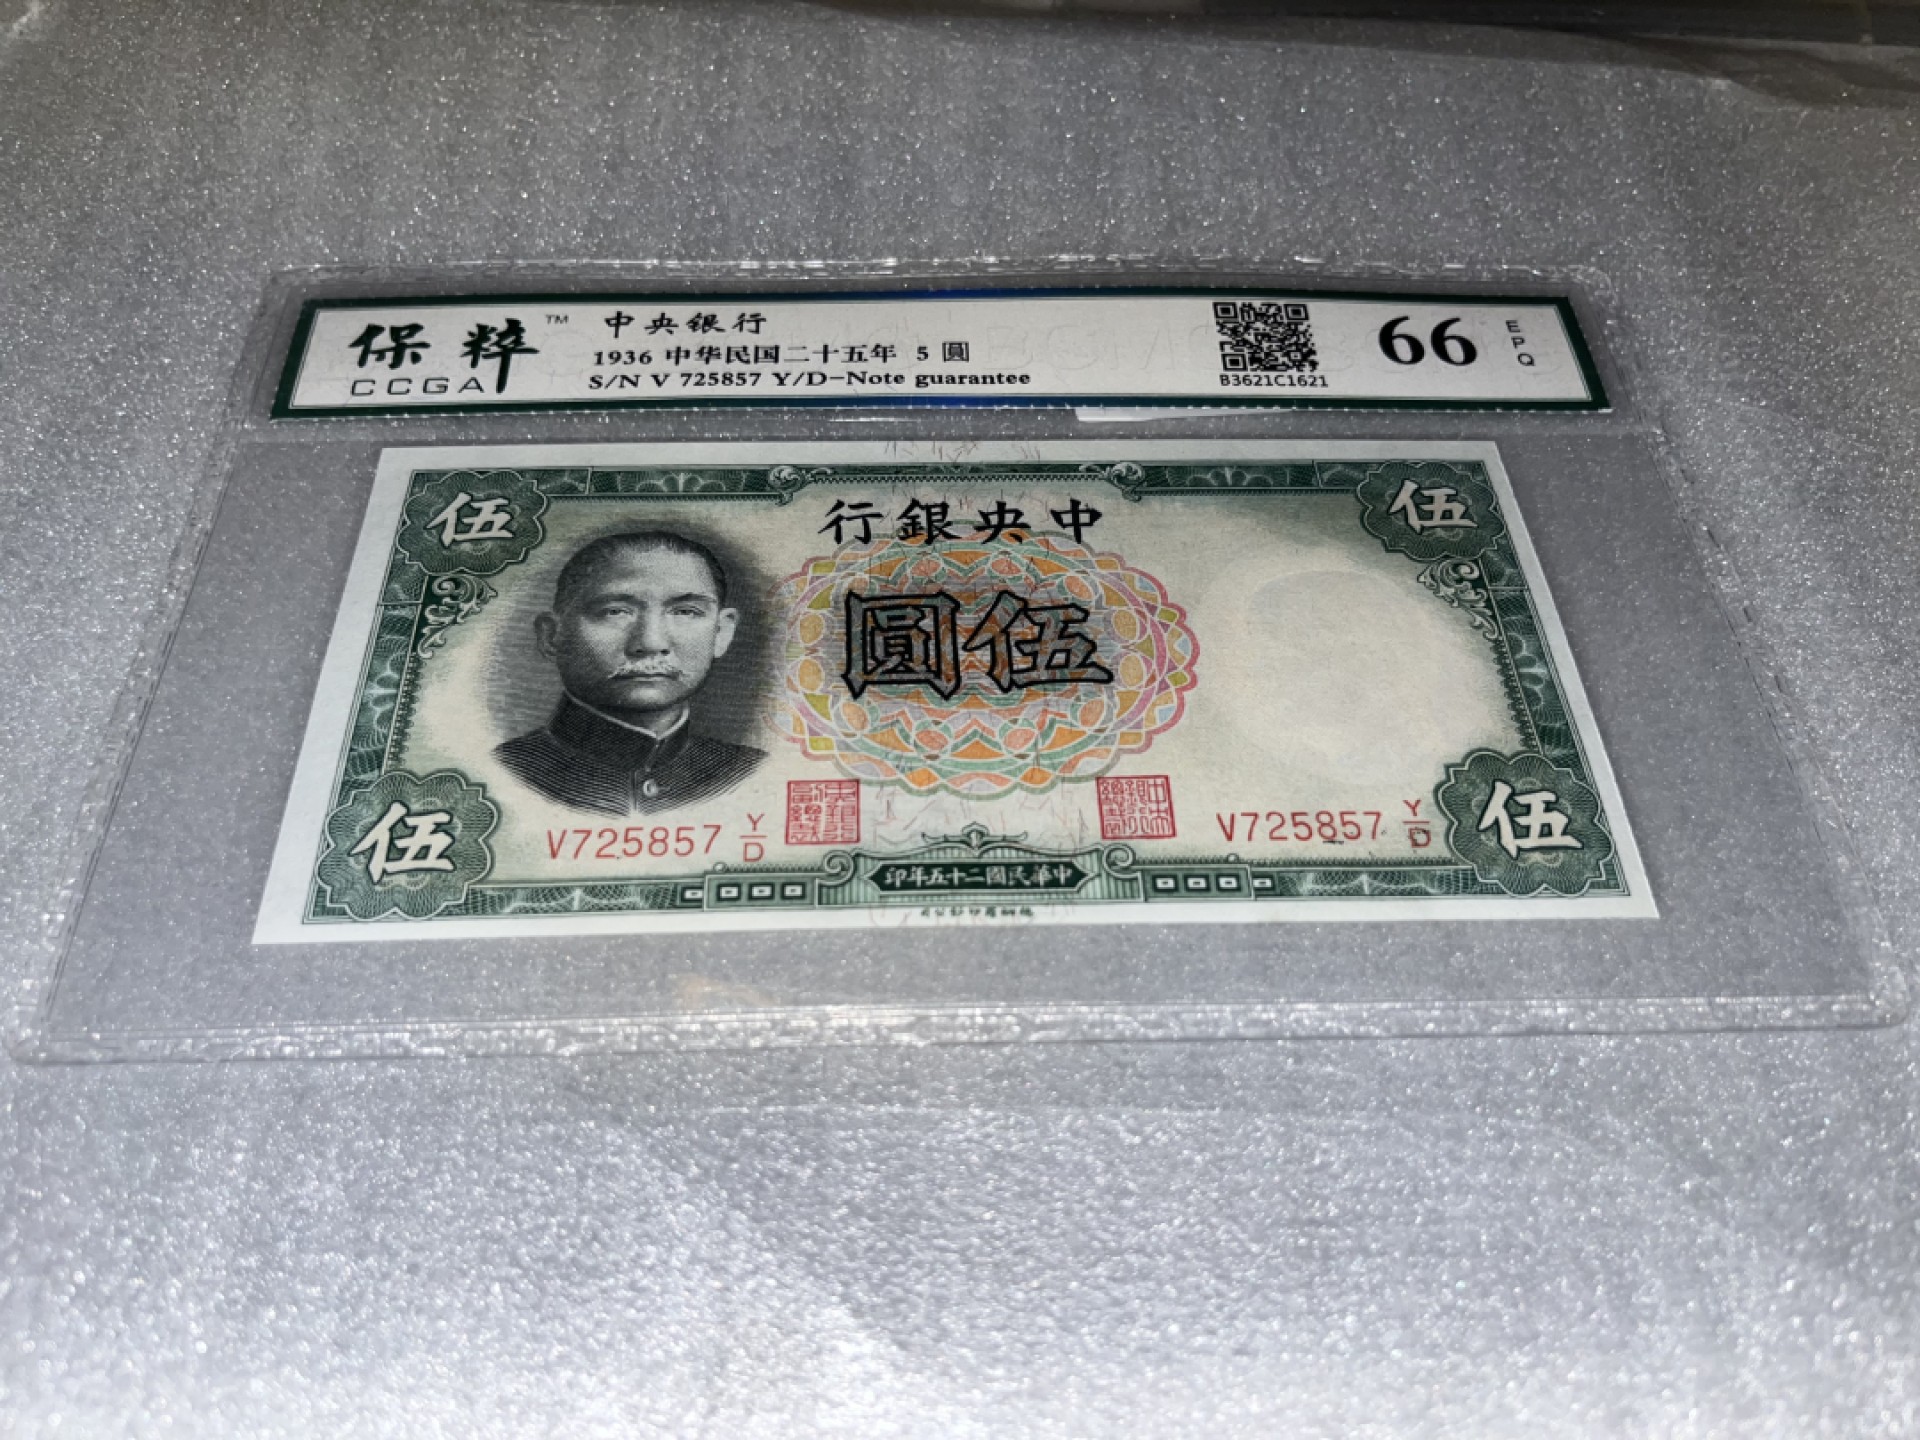 保粹™
CCGA
中央银行
1936 中华民国二十五年 5 圓
S/N V 725857 Y/D-Note guarantee
B3621C1621
66
EPQ
伍
行銀央中
伍
圓伍
V725857 Y/D
V725857 Y/D
伍
印年五十二國民華中
伍